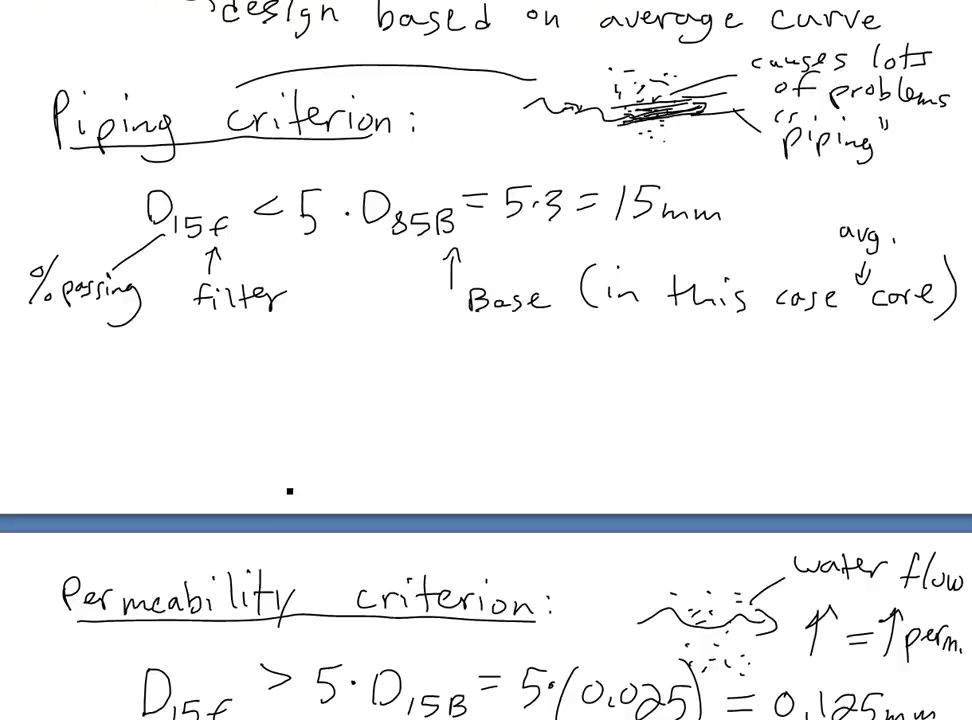 design based on average curve
causes lots
of problems
"piping"
Piping criterion:
D15f < 5 · D85B = 5·3 = 15mm
avg.
%passing
filter
Base (in this case core)
Permeability criterion:
water flow
↑ = ↑ perm.
D15f > 5 · D15B = 5·(0.025) = 0.125mm